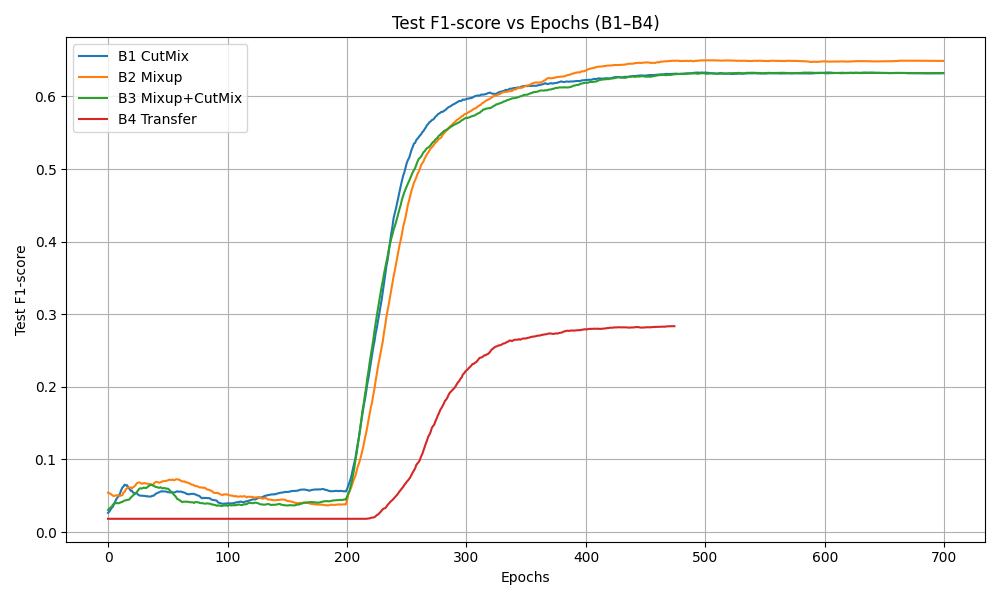 Test F1-score vs Epochs (B1–B4)
B1 CutMix
B2 Mixup
B3 Mixup+CutMix
B4 Transfer
Test F1-score
0.6
0.5
0.4
0.3
0.2
0.1
0.0
0 100 200 300 400 500 600 700
Epochs